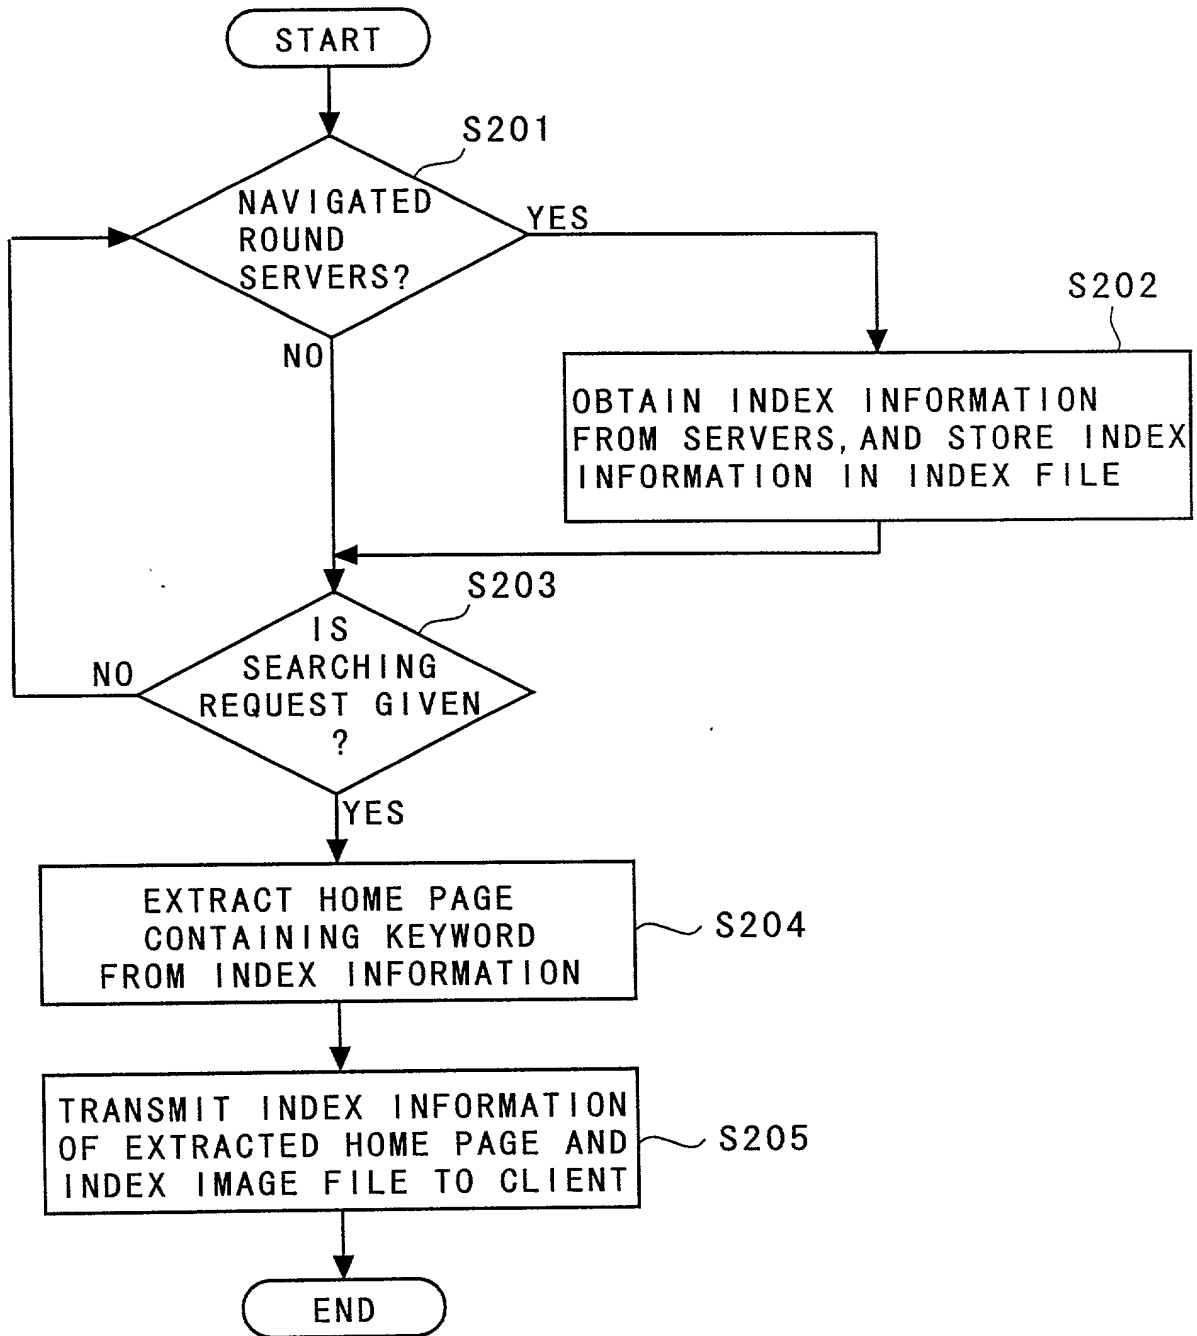 START
S201
NAVIGATED
ROUND
SERVERS?
YES
NO
S202
OBTAIN INDEX INFORMATION
FROM SERVERS, AND STORE INDEX
INFORMATION IN INDEX FILE
S203
IS
SEARCHING
REQUEST GIVEN
?
NO
YES
EXTRACT HOME PAGE
CONTAINING KEYWORD
FROM INDEX INFORMATION
S204
TRANSMIT INDEX INFORMATION
OF EXTRACTED HOME PAGE AND
INDEX IMAGE FILE TO CLIENT
S205
END